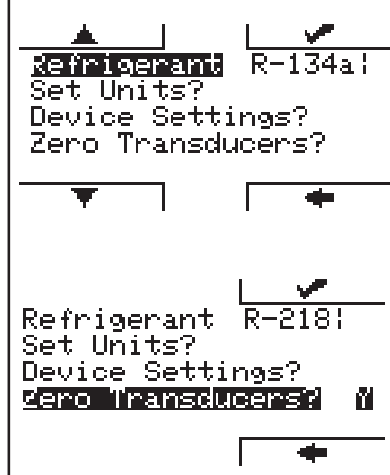 Refrigerant R-134a
Set Units?
Device Settings?
Zero Transducers?
Refrigerant R-218
Set Units?
Device Settings?
Zero Transducers? Y